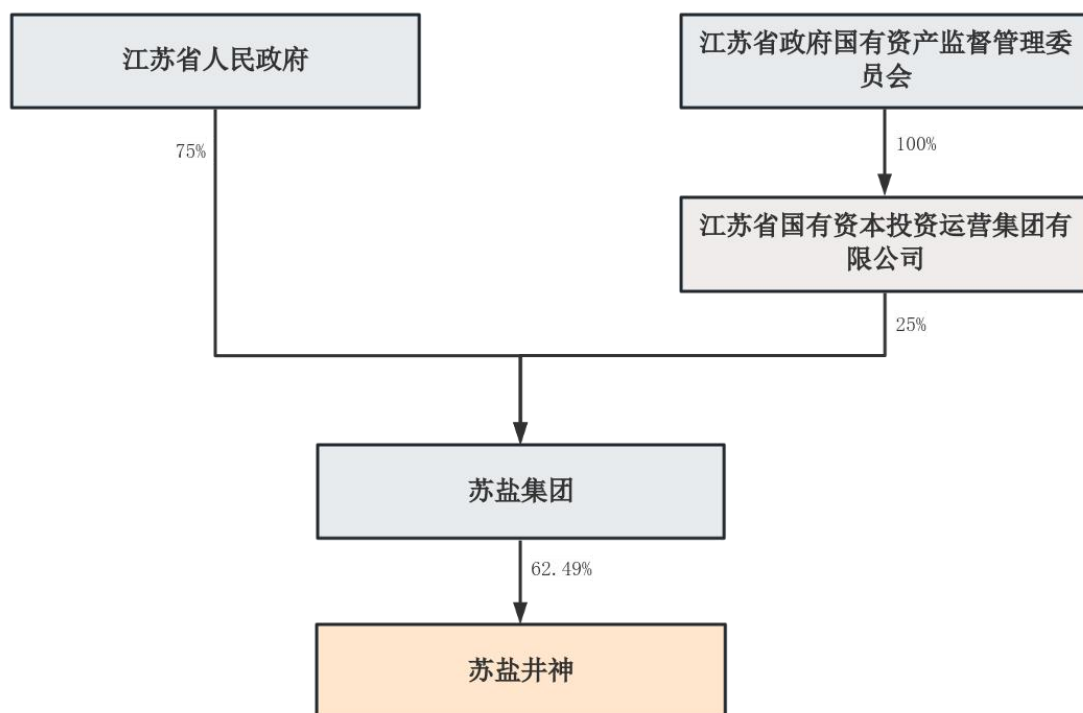 江苏省人民政府
江苏省政府国有资产监督管理委
员会
75%
100%
江苏省国有资本投资运营集团有
限公司
25%
苏盐集团
62.49%
苏盐井神